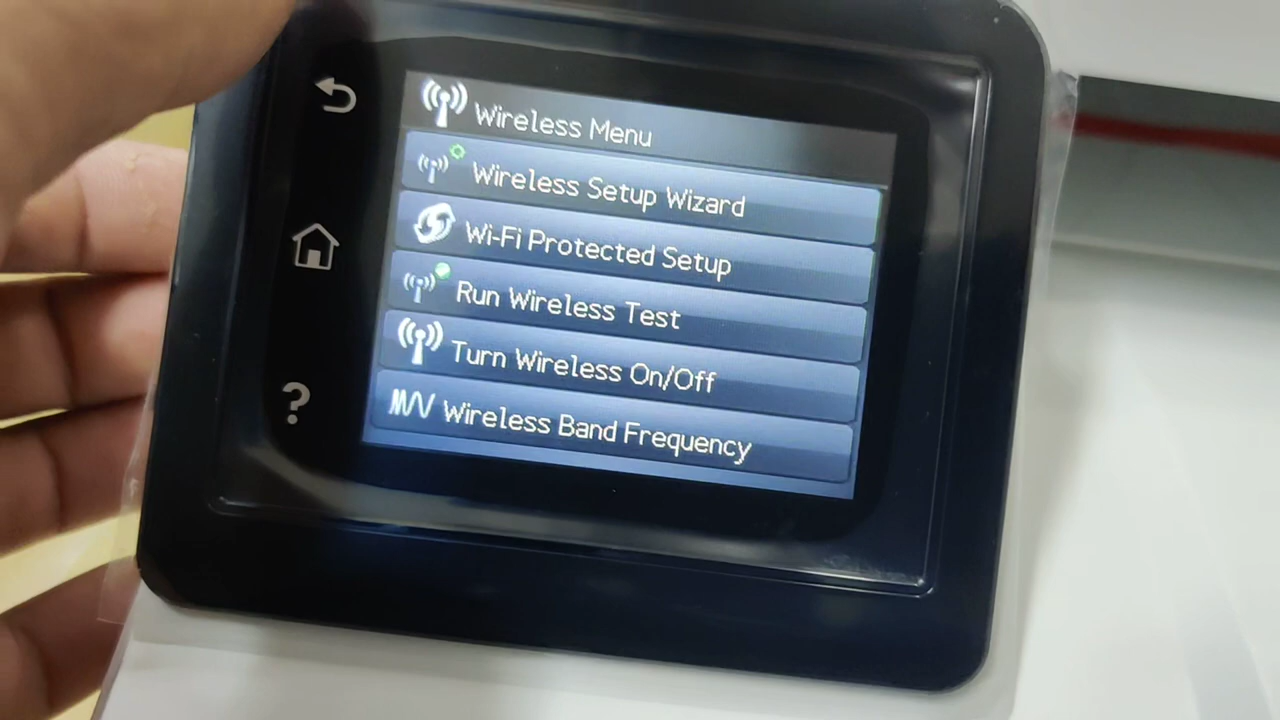 Wireless Menu
Wireless Setup Wizard
Wi-Fi Protected Setup
Run Wireless Test
Turn Wireless On/Off
Wireless Band Frequency
?